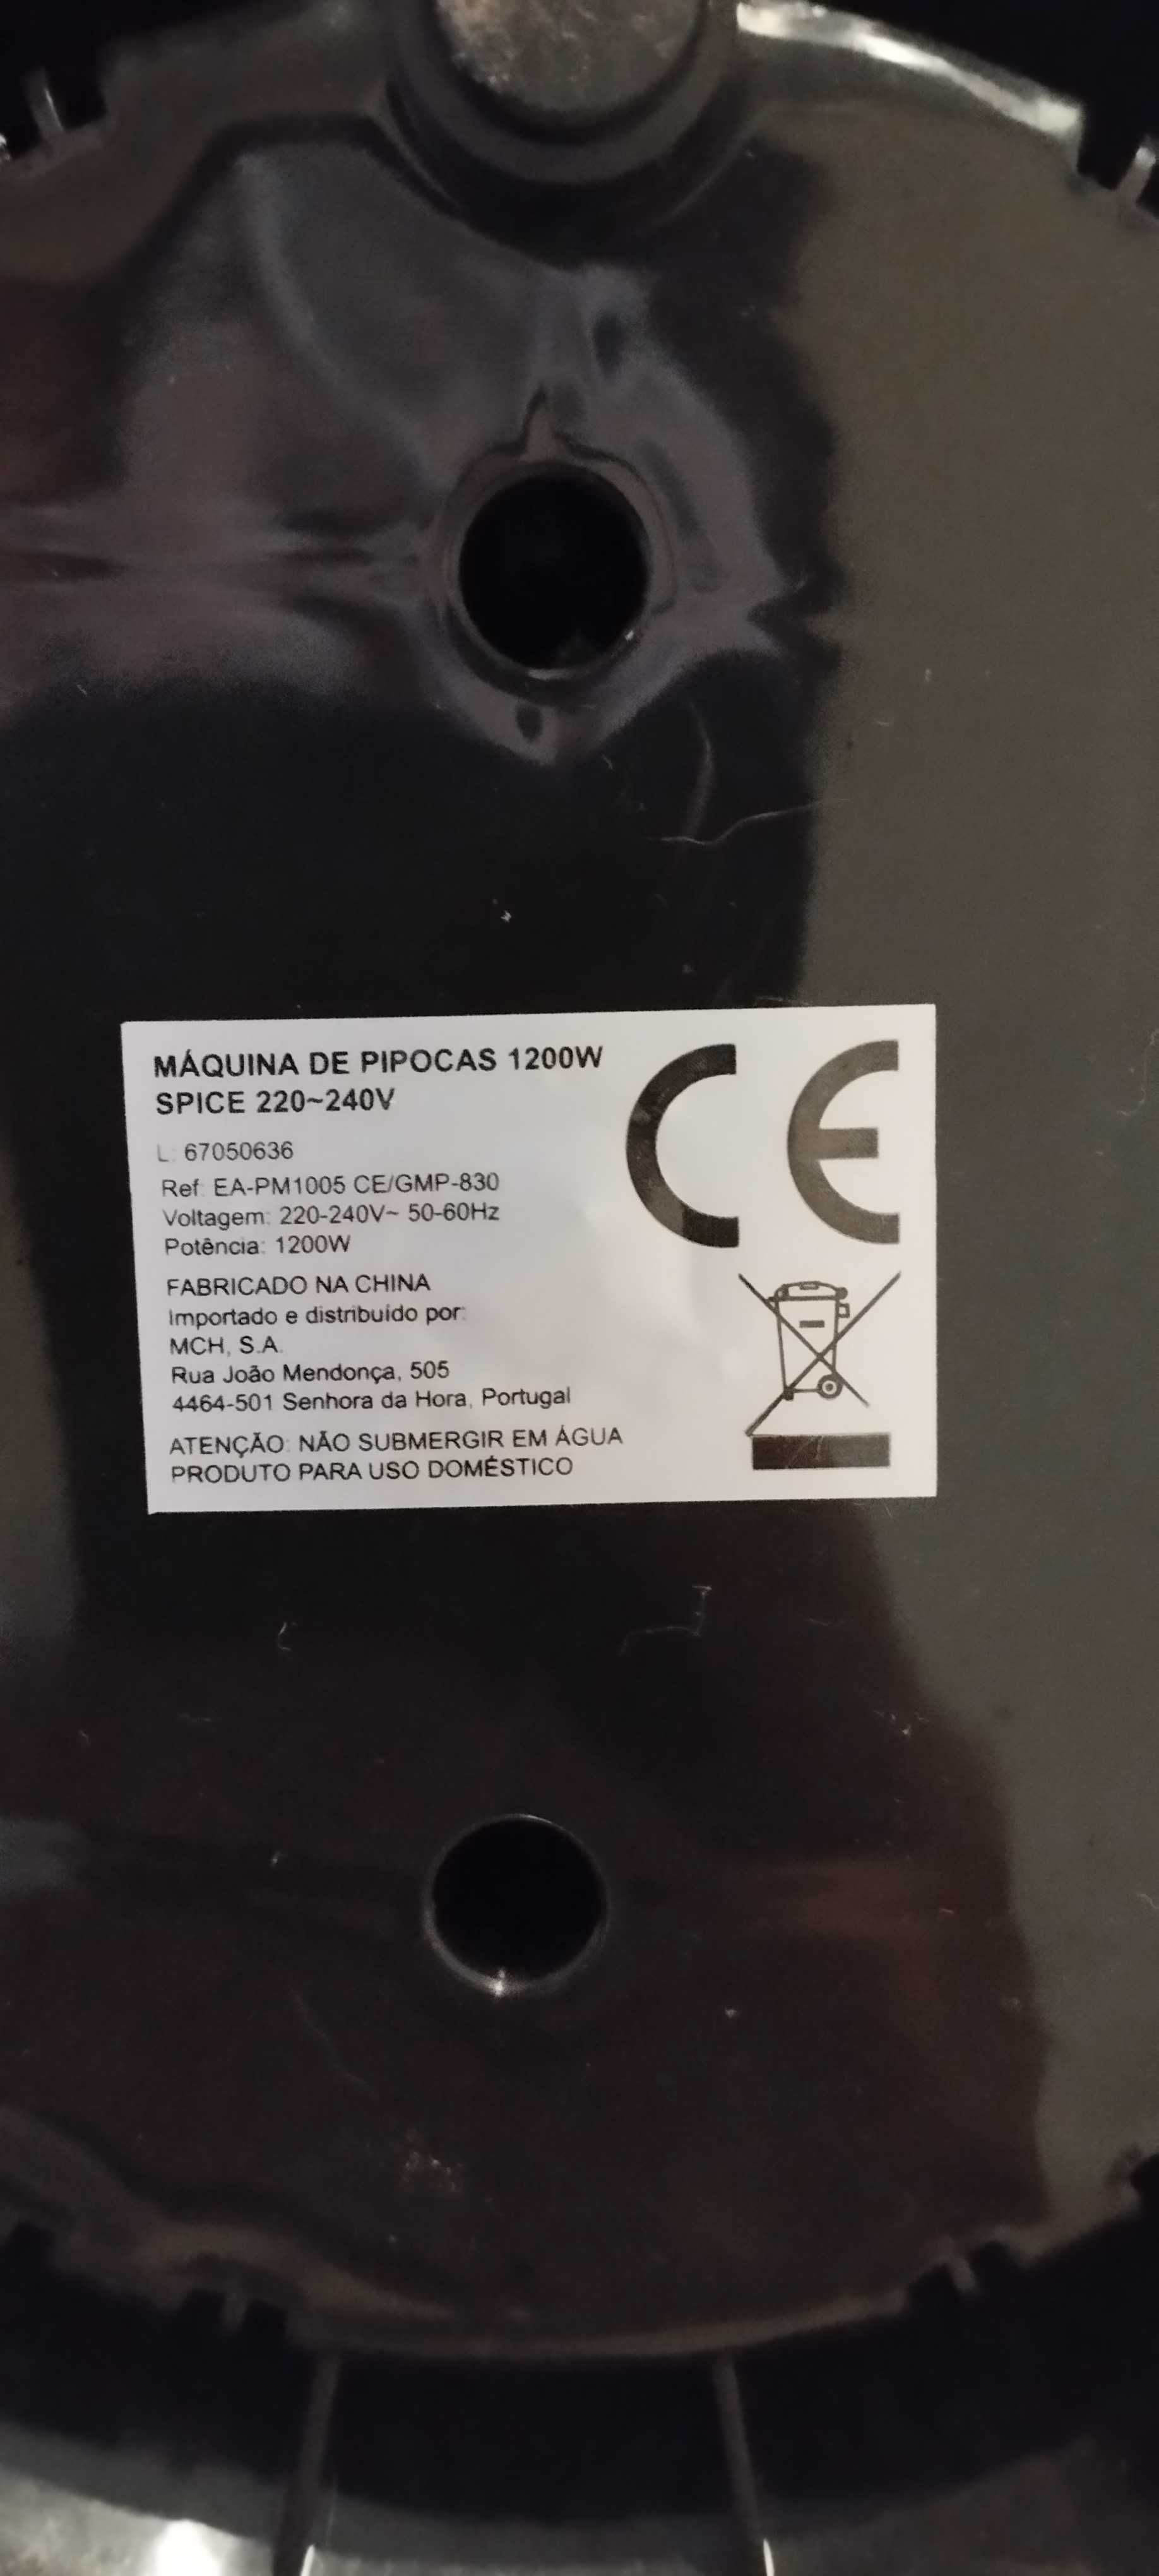 MÁQUINA DE PIPOCAS 1200W
SPICE 220~240V
L: 67050636
Ref: EA-PM1005 CE/GMP-830
Voltagem: 220-240V~ 50-60Hz
Potência: 1200W
FABRICADO NA CHINA
Importado e distribuído por:
MCH, S.A.
Rua João Mendonça, 505
4464-501 Senhora da Hora, Portugal
ATENÇÃO: NÃO SUBMERGIR EM ÁGUA
PRODUTO PARA USO DOMÉSTICO
CE